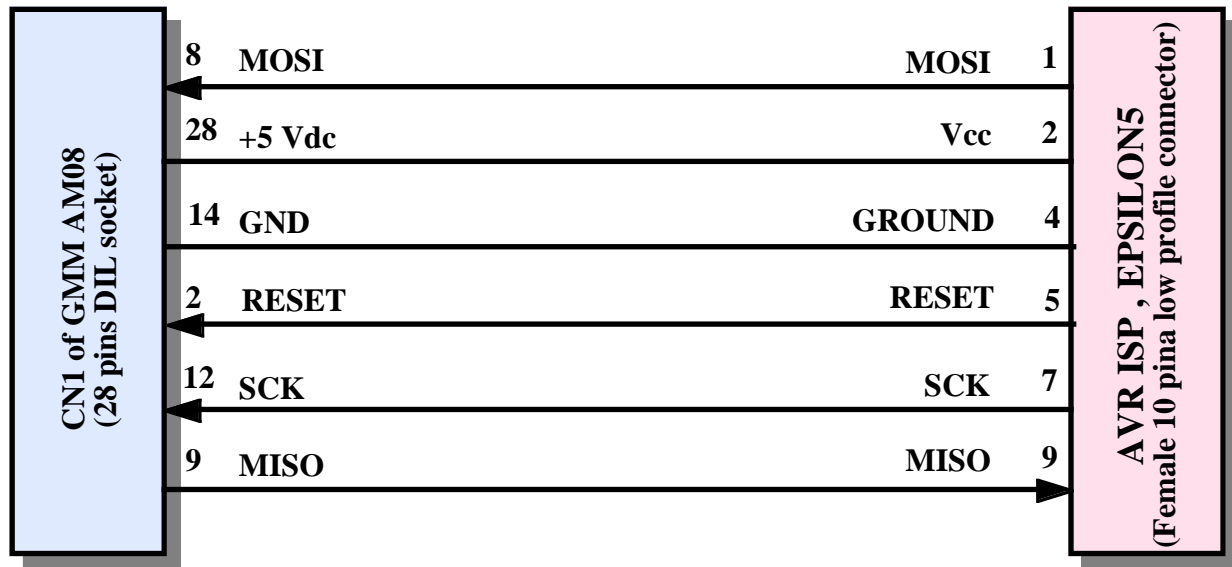 CN1 of GMM AM08
(28 pins DIL socket)
8 MOSI MOSI 1
28 +5 Vdc Vcc 2
14 GND GROUND 4
2 RESET RESET 5
12 SCK SCK 7
9 MISO MISO 9
AVR ISP , EPSILON5
(Female 10 pina low profile connector)